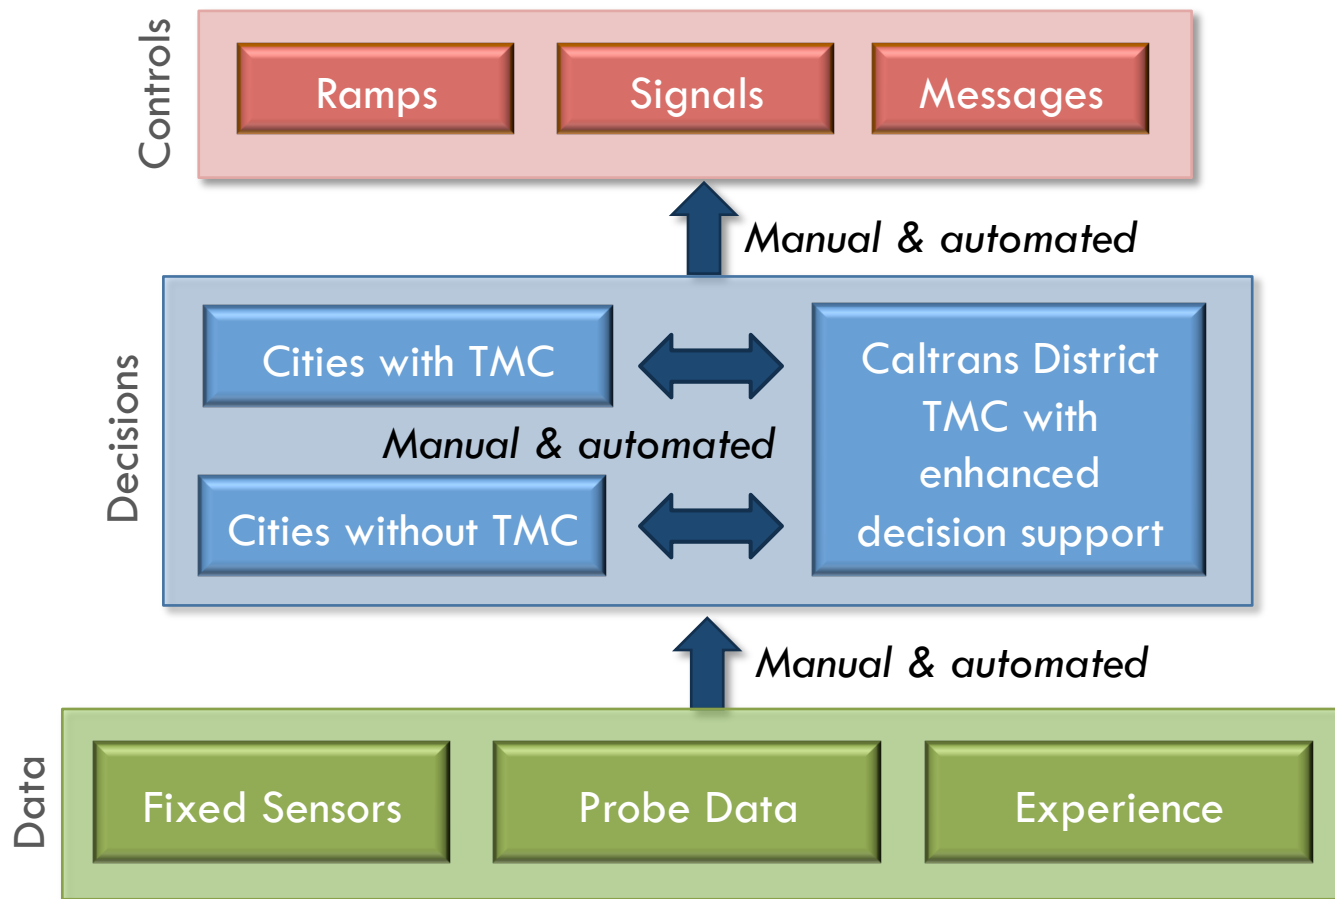 Controls
Ramps
Signals
Messages
Manual & automated
Decisions
Cities with TMC
Manual & automated
Cities without TMC
Caltrans District
TMC with
enhanced
decision support
Manual & automated
Data
Fixed Sensors
Probe Data
Experience